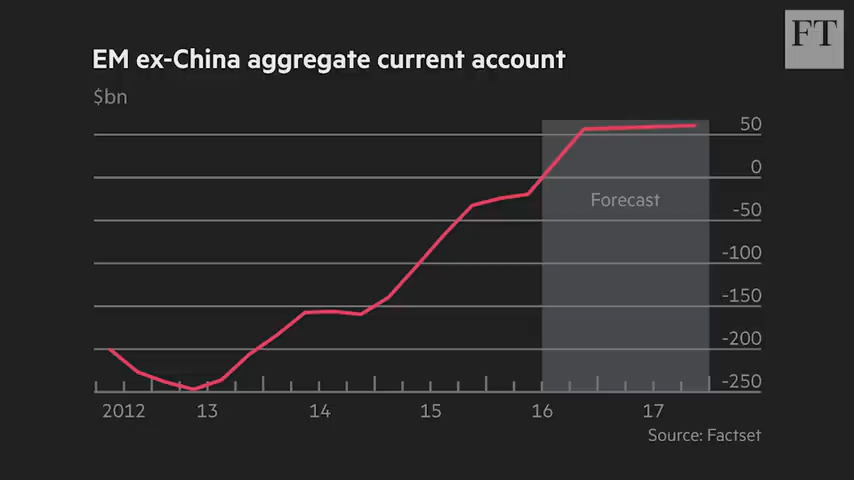 FT
EM ex-China aggregate current account
$bn
50
0
-50
-100
-150
-200
-250
Forecast
2012 13 14 15 16 17
Source: Factset